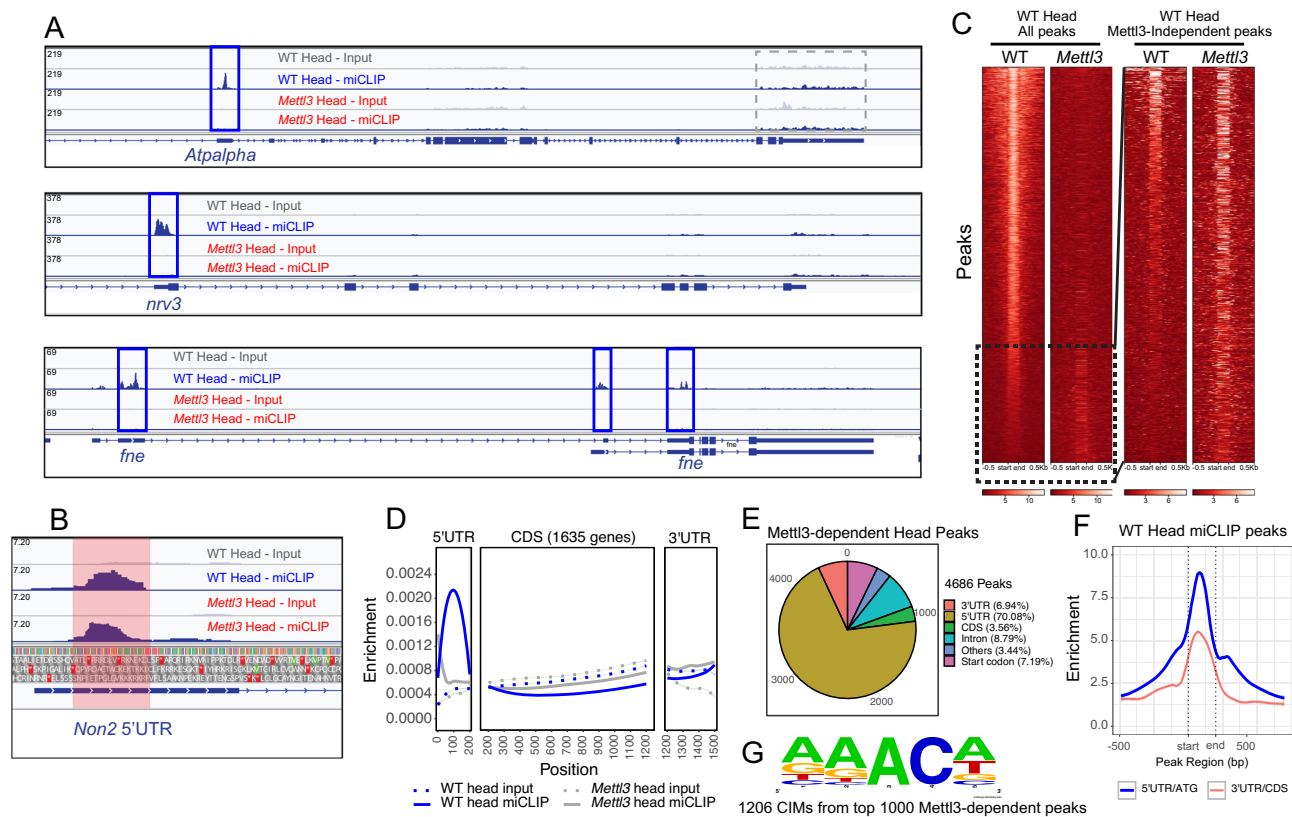 A
219
WT Head - Input
219
WT Head - miCLIP
219
Mettl3 Head - Input
219
Mettl3 Head - miCLIP
Atpalpha
378
WT Head - Input
378
WT Head - miCLIP
378
Mettl3 Head - Input
378
Mettl3 Head - miCLIP
nrv3
69
WT Head - Input
69
WT Head - miCLIP
69
Mettl3 Head - Input
69
Mettl3 Head - miCLIP
fne
fne
fne
B
7.20
WT Head - Input
7.20
WT Head - miCLIP
7.20
Mettl3 Head - Input
7.20
Mettl3 Head - miCLIP
Non2 5'UTR
C
WT Head
All peaks
WT Head
Mettl3-Independent peaks
WT
Mettl3
WT
Mettl3
Peaks
-0.5 start end 0.5Kb
-0.5 start end 0.5K
-0.5 start end 0.5Kb
-0.5 start end 0.5Kb
5 10
5 10
3 6
3 6
D
5'UTR
CDS (1635 genes)
3'UTR
Enrichment
0.0024
0.0020
0.0016
0.0012
0.0008
0.0004
0.0000
0
100
200
200
300
400
500
600
700
800
900
1000
1100
1200
1200
1300
1400
1500
Position
WT head input
Mettl3 head input
WT head miCLIP
Mettl3 head miCLIP
E
Mettl3-dependent Head Peaks
0
1000
2000
3000
4000
4686 Peaks
3'UTR (6.94%)
5'UTR (70.08%)
CDS (3.56%)
Intron (8.79%)
Others (3.44%)
Start codon (7.19%)
F
WT Head miCLIP peaks
Enrichment
10.0
7.5
5.0
2.5
0.0
-500
start
end
500
Peak Region (bp)
5'UTR/ATG
3'UTR/CDS
G
A A A C A
G G T
T T G
1206 CIMs from top 1000 Mettl3-dependent peaks